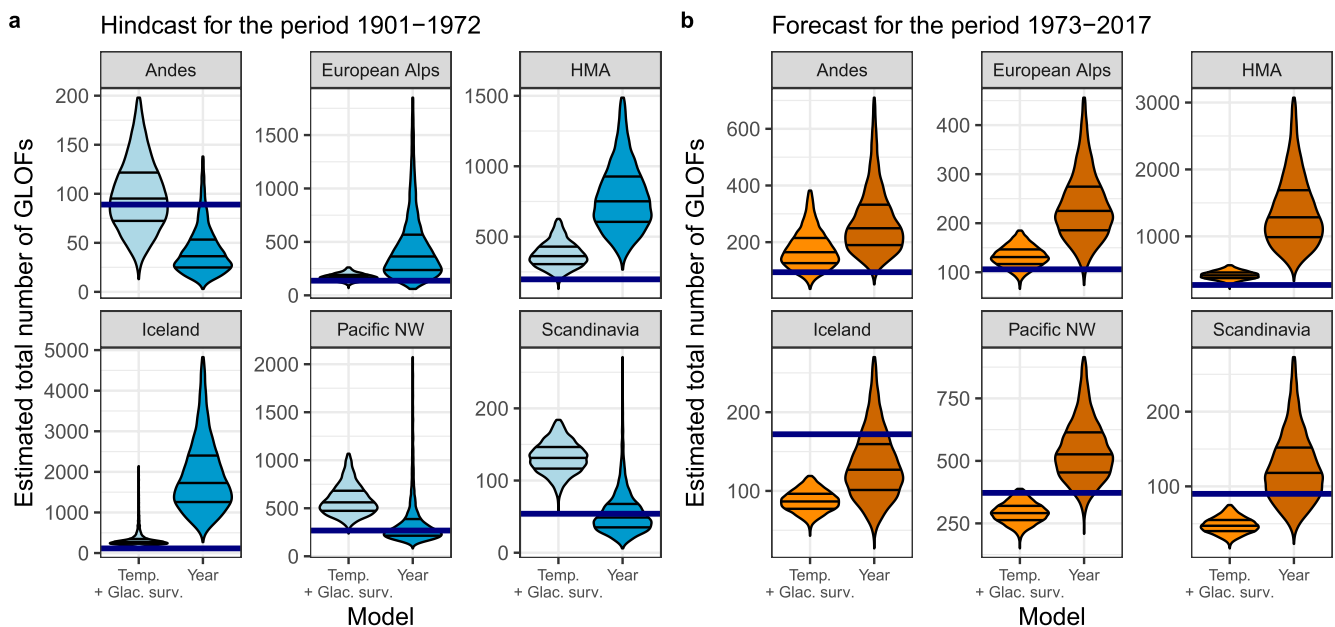 a Hindcast for the period 1901−1972
Estimated total number of GLOFs
Andes
200
150
100
50
0
European Alps
1500
1000
500
0
HMA
1500
1000
500
Iceland
5000
4000
3000
2000
1000
0
Pacific NW
2000
1500
1000
500
0
Scandinavia
200
100
0
Temp. Year Temp. Year Temp. Year
+ Glac. surv. + Glac. surv. + Glac. surv.
Model
b Forecast for the period 1973−2017
Estimated total number of GLOFs
Andes
600
400
200
European Alps
400
300
200
100
HMA
3000
2000
1000
Iceland
200
100
Pacific NW
750
500
250
Scandinavia
200
100
Temp. Year Temp. Year Temp. Year
+ Glac. surv. + Glac. surv. + Glac. surv.
Model